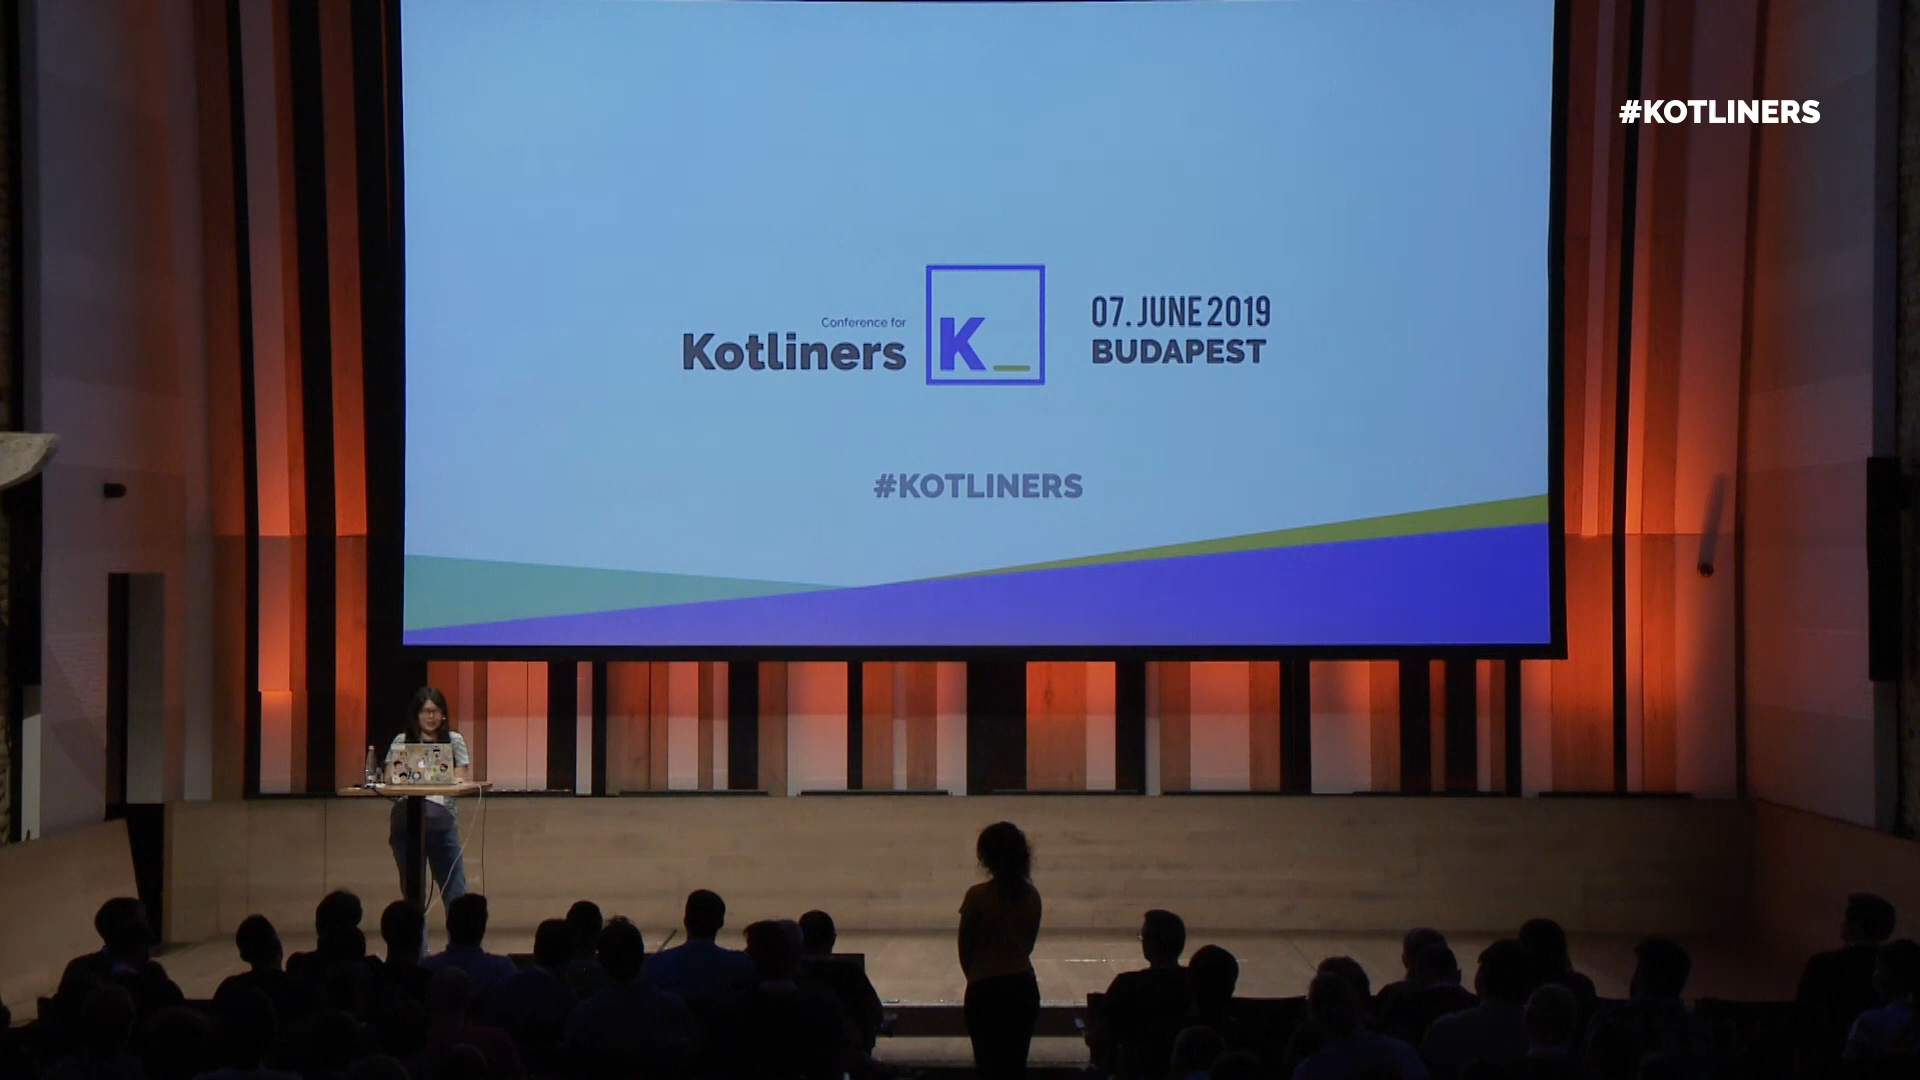 #KOTLINERS
Conference for
Kotliners
K_
07. JUNE 2019
BUDAPEST
#KOTLINERS